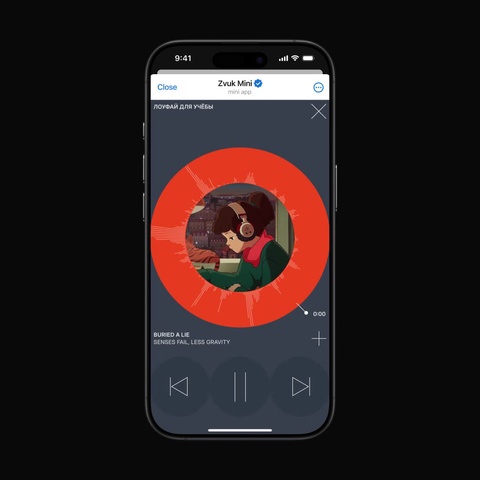 9:41
Close
Zvuk Mini
mini app
ЛОУФАЙ ДЛЯ УЧЁБЫ
0:00
BURIED A LIE
SENSES FAIL, LESS GRAVITY